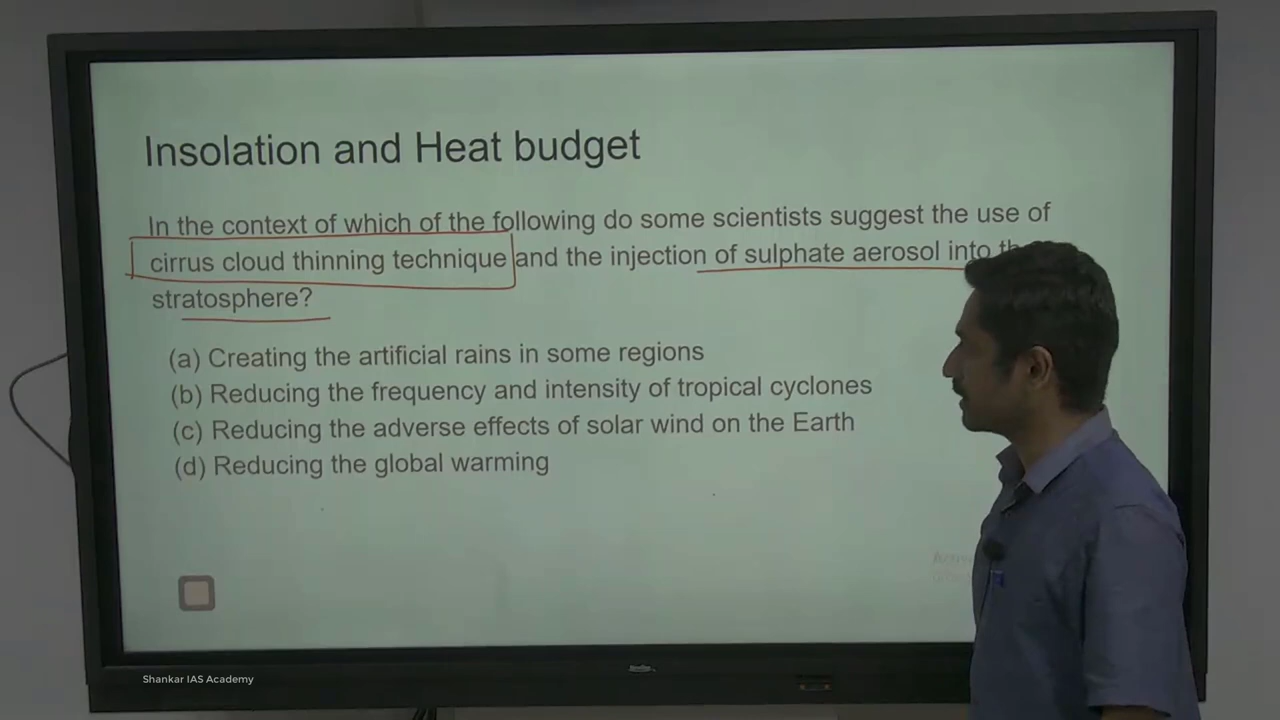 Insolation and Heat budget
In the context of which of the following do some scientists suggest the use of
cirrus cloud thinning technique and the injection of sulphate aerosol into
stratosphere?
(a) Creating the artificial rains in some regions
(b) Reducing the frequency and intensity of tropical cyclones
(c) Reducing the adverse effects of solar wind on the Earth
(d) Reducing the global warming
Shankar IAS Academy